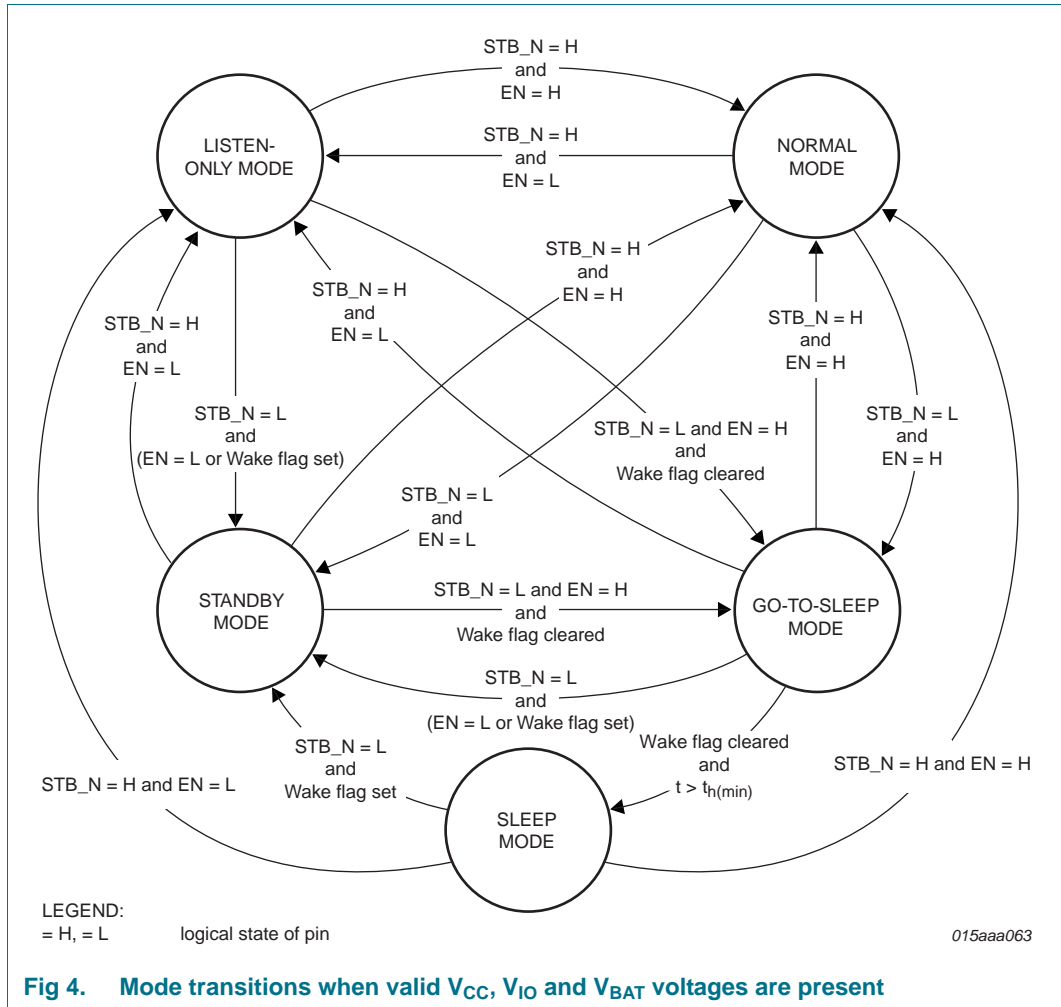 STB_N = H
and
EN = H
LISTEN-
ONLY MODE
STB_N = H
and
EN = L
NORMAL
MODE
STB_N = H
and
EN = L
STB_N = H
and
EN = L
STB_N = H
and
EN = H
STB_N = H
and
EN = H
STB_N = L
and
(EN = L or Wake flag set)
STB_N = L and EN = H
and
Wake flag cleared
STB_N = L
and
EN = H
STB_N = L
and
EN = L
STANDBY
MODE
STB_N = L and EN = H
and
Wake flag cleared
GO-TO-SLEEP
MODE
STB_N = L
and
(EN = L or Wake flag set)
STB_N = L
and
Wake flag set
Wake flag cleared
and
t > th(min)
STB_N = H and EN = L
STB_N = H and EN = H
SLEEP
MODE
LEGEND:
= H, = L logical state of pin
015aaa063
Fig 4. Mode transitions when valid VCC, VIO and VBAT voltages are present